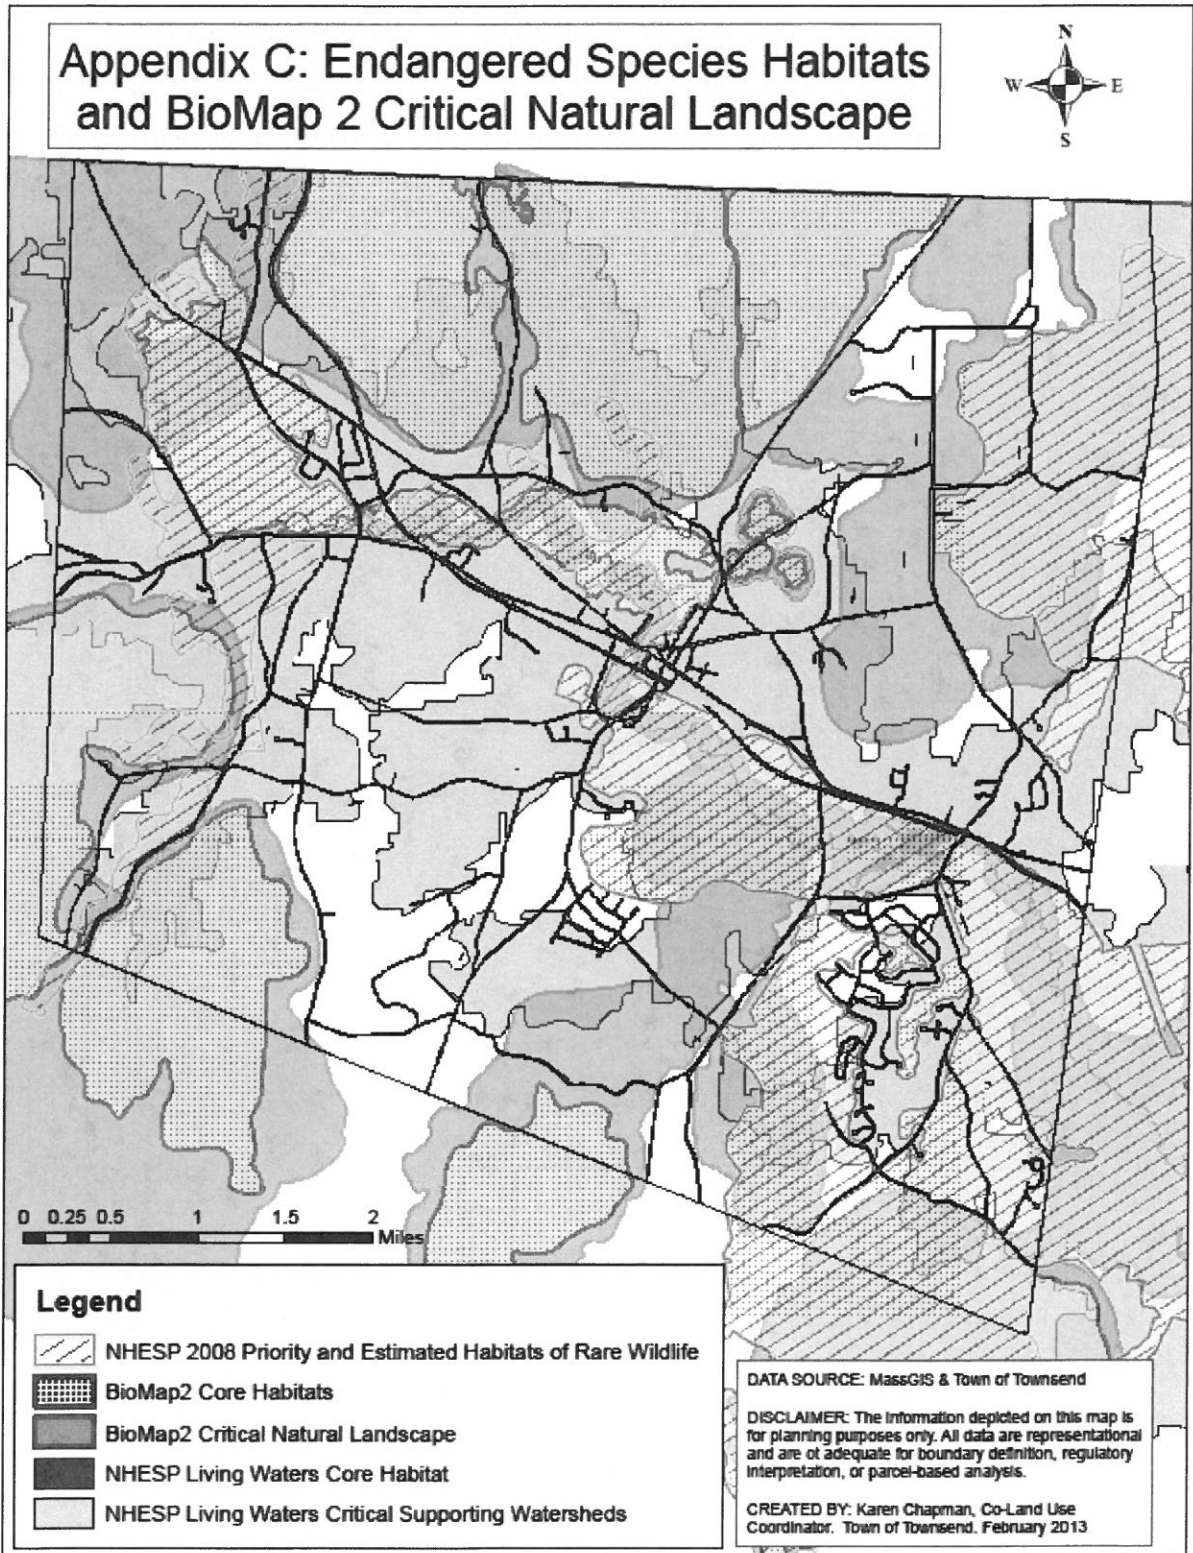 Appendix C: Endangered Species Habitats
and BioMap 2 Critical Natural Landscape
N
W E
S
0 0.25 0.5 1 1.5 2
Miles
Legend
NHESP 2008 Priority and Estimated Habitats of Rare Wildlife
BioMap2 Core Habitats
BioMap2 Critical Natural Landscape
NHESP Living Waters Core Habitat
NHESP Living Waters Critical Supporting Watersheds
DATA SOURCE: MassGIS & Town of Townsend
DISCLAIMER: The information depicted on this map is
for planning purposes only. All data are representational
and are ot adequate for boundary definition, regulatory
interpretation, or parcel-based analysis.
CREATED BY: Karen Chapman, Co-Land Use
Coordinator. Town of Townsend. February 2013